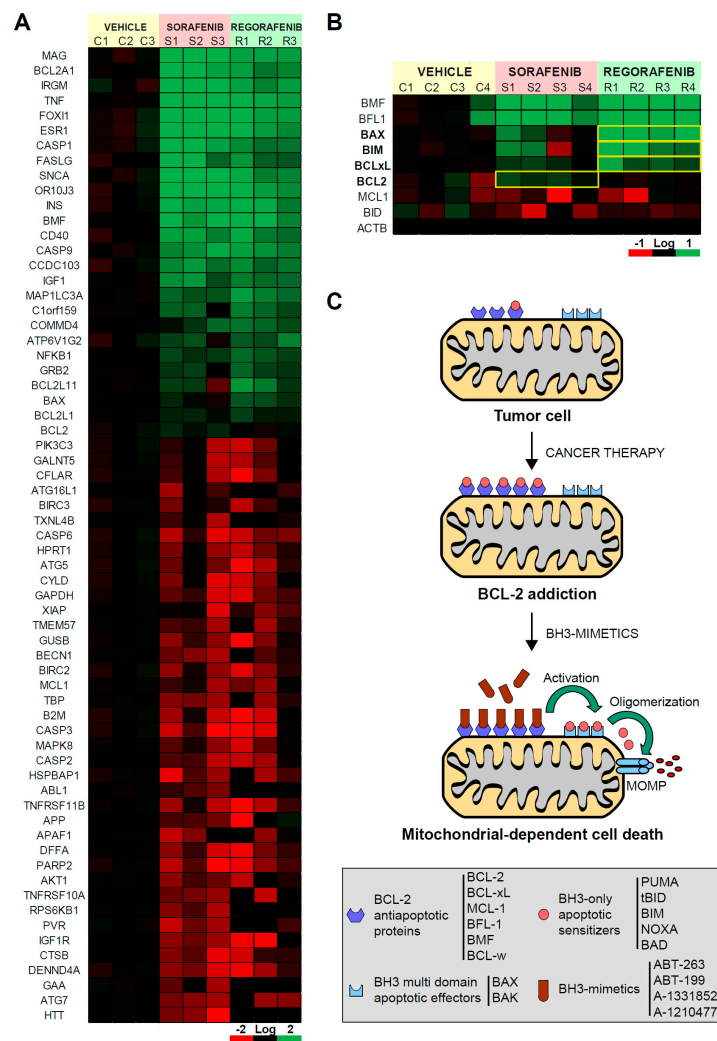 A
VEHICLE SORAFENIB REGORAFENIB
C1 C2 C3 S1 S2 S3 R1 R2 R3
MAG
BCL2A1
IRGM
TNF
FOXI1
ESR1
CASP1
FASLG
SNCA
OR10J3
INS
BMF
CD40
CASP9
CCDC103
IGF1
MAP1LC3A
C1orf159
COMMD4
ATP6V1G2
NFKB1
GRB2
BCL2L11
BAX
BCL2L1
BCL2
PIK3C3
GALNT5
CFLAR
ATG16L1
BIRC3
TXNL4B
CASP6
HPRT1
ATG5
CYLD
GAPDH
XIAP
TMEM57
GUSB
BECN1
BIRC2
MCL1
TBP
B2M
CASP3
MAPK8
CASP2
HSPBAP1
ABL1
TNFRSF11B
APP
APAF1
DFFA
PARP2
AKT1
TNFRSF10A
RPS6KB1
PVR
IGF1R
CTSB
DENND4A
GAA
ATG7
HTT
-2 Log 2
B
VEHICLE SORAFENIB REGORAFENIB
C1 C2 C3 C4 S1 S2 S3 S4 R1 R2 R3 R4
BMF
BFL1
BAX
BIM
BCLxL
BCL2
MCL1
BID
ACTB
-1 Log 1
C
Tumor cell
CANCER THERAPY
BCL-2 addiction
BH3-MIMETICS
Activation
Oligomerization
MOMP
Mitochondrial-dependent cell death
BCL-2
antiapoptotic
proteins
BCL-2
BCL-xL
MCL-1
BFL-1
BMF
BCL-w
BH3-only
apoptotic
sensitizers
PUMA
tBID
BIM
NOXA
BAD
BH3 multi domain
apoptotic effectors
BAX
BAK
BH3-mimetics
ABT-263
ABT-199
A-1331852
A-1210477